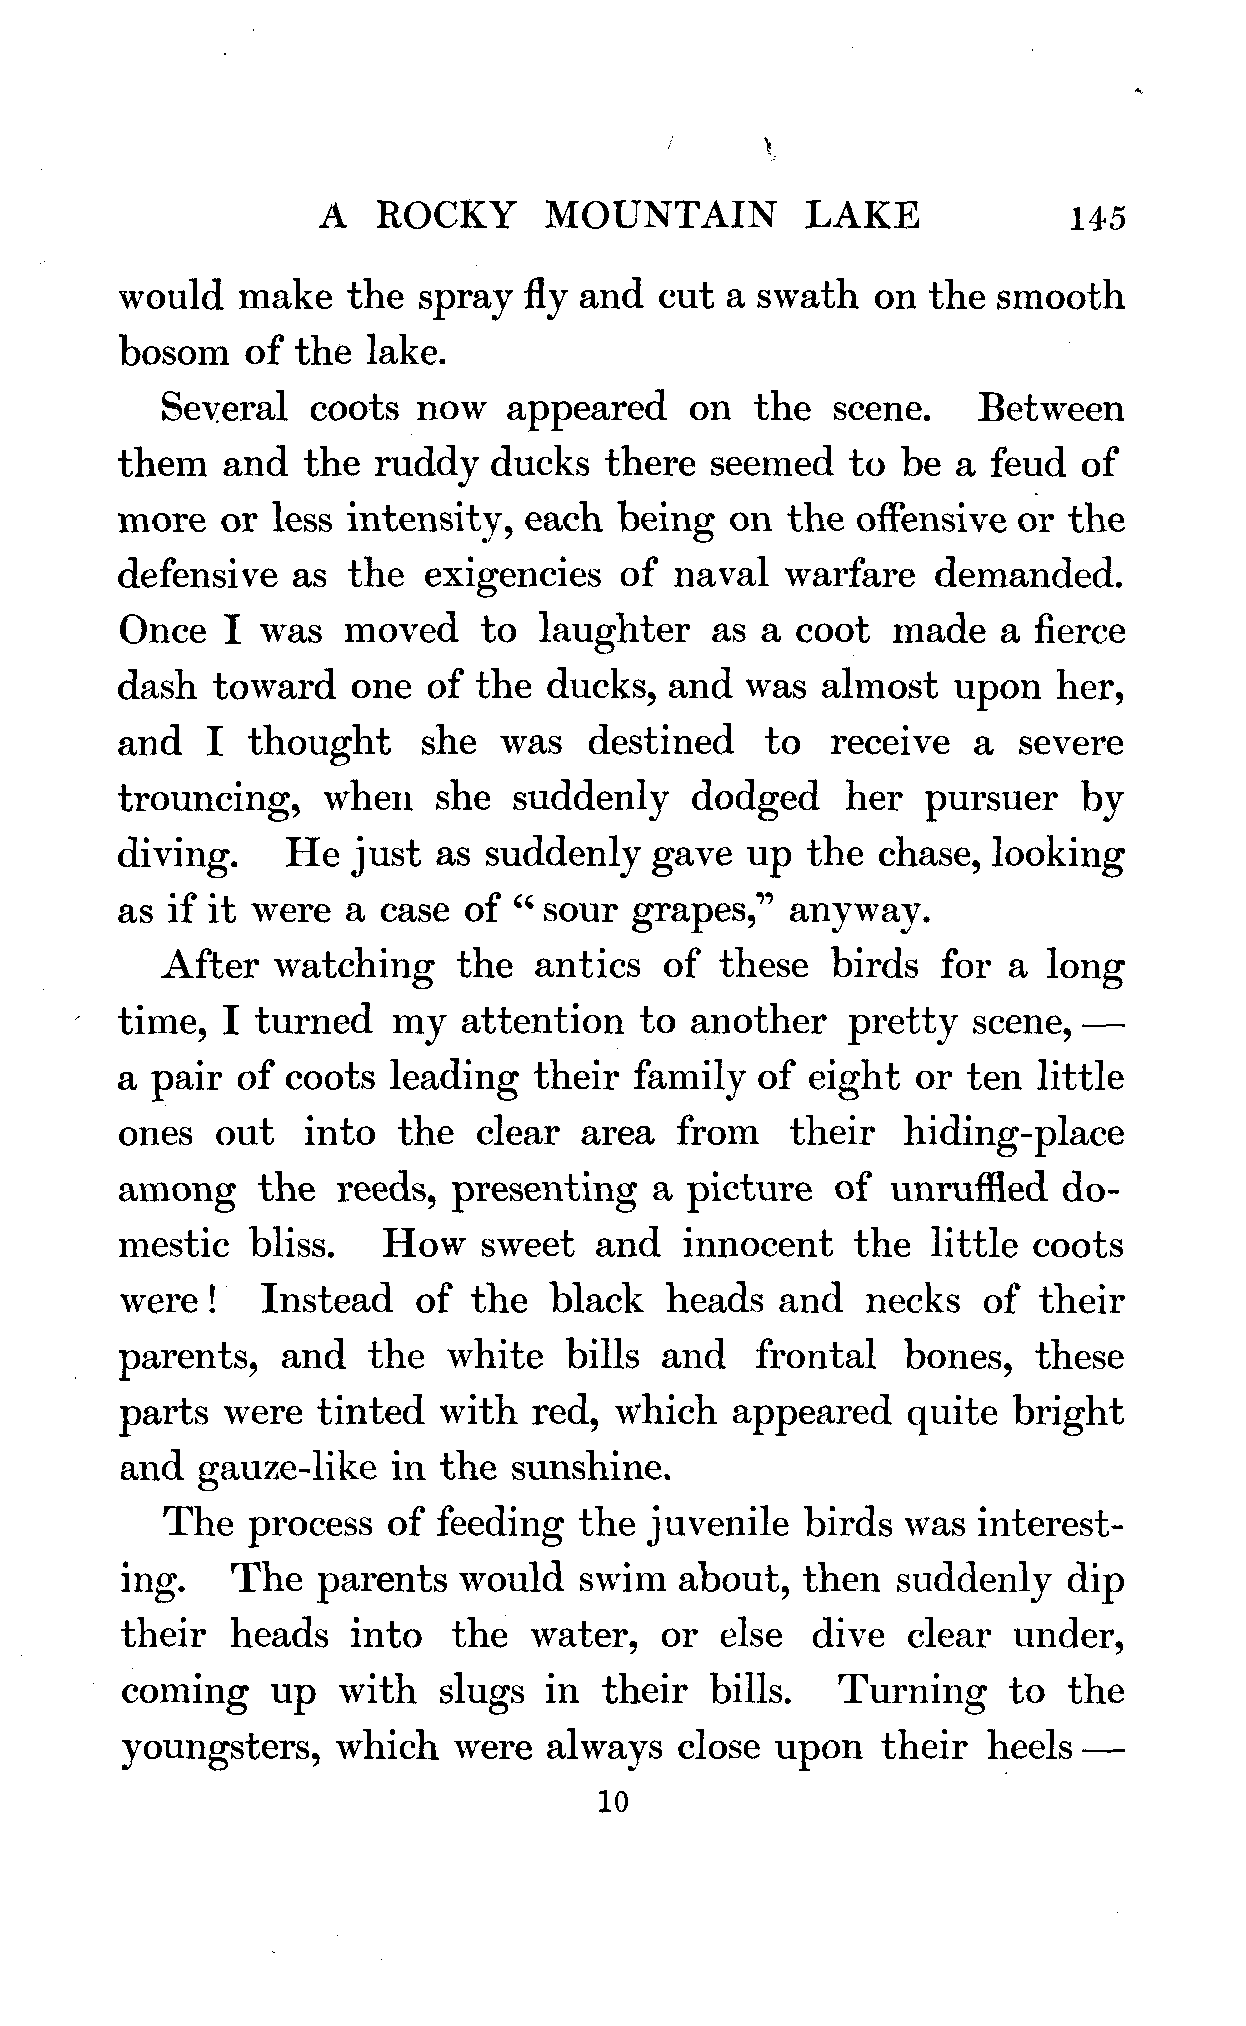 A ROCKY MOUNTAIN LAKE 145
would make the spray fly and cut a swath on the smooth
bosom of the lake.
Several coots now appeared on the scene. Between
them and the ruddy ducks there seemed to be a feud of
more or less intensity, each being on the offensive or the
defensive as the exigencies of naval warfare demanded.
Once I was moved to laughter as a coot made a fierce
dash toward one of the ducks, and was almost upon her,
and I thought she was destined to receive a severe
trouncing, when she suddenly dodged her pursuer by
diving. He just as suddenly gave up the chase, looking
as if it were a case of “ sour grapes,” anyway.
After watching the antics of these birds for a long
time, I turned my attention to another pretty scene, —
a pair of coots leading their family of eight or ten little
ones out into the clear area from their hiding-place
among the reeds, presenting a picture of unruffled do-
mestic bliss. How sweet and innocent the little coots
were ! Instead of the black heads and necks of their
parents, and the white bills and frontal bones, these
parts were tinted with red, which appeared quite bright
and gauze-like in the sunshine.
The process of feeding the juvenile birds was interest-
ing. The parents would swim about, then suddenly dip
their heads into the water, or else dive clear under,
coming up with slugs in their bills. Turning to the
youngsters, which were always close upon their heels —
10